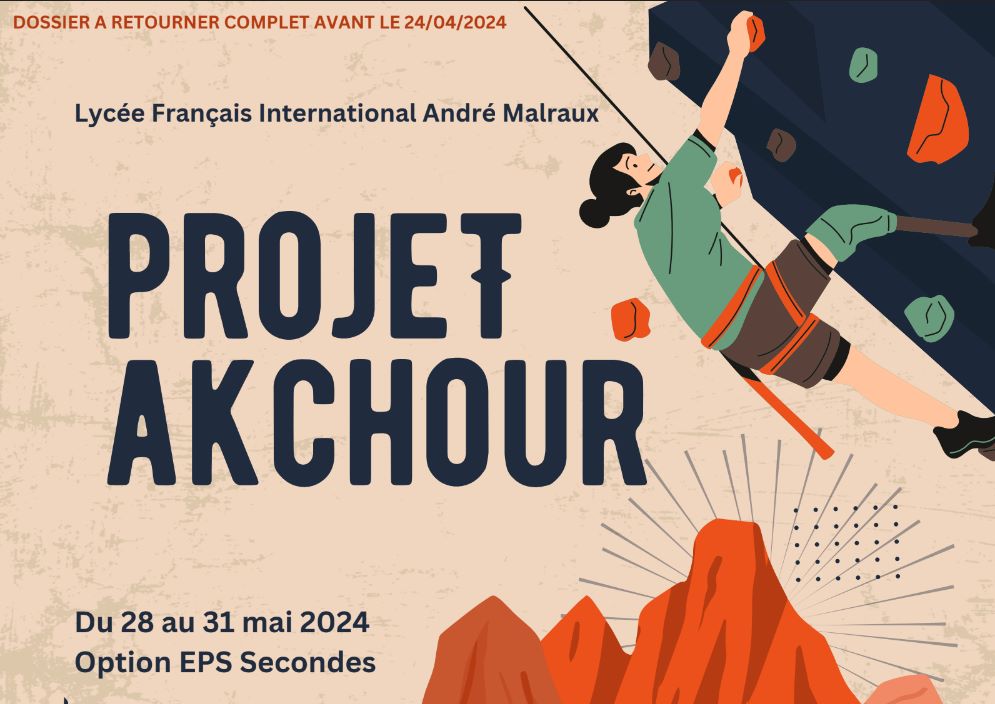 DOSSIER A RETOURNER COMPLET AVANT LE 24/04/2024
Lycée Français International André Malraux
PROJET
AKCHOUR
Du 28 au 31 mai 2024
Option EPS Secondes